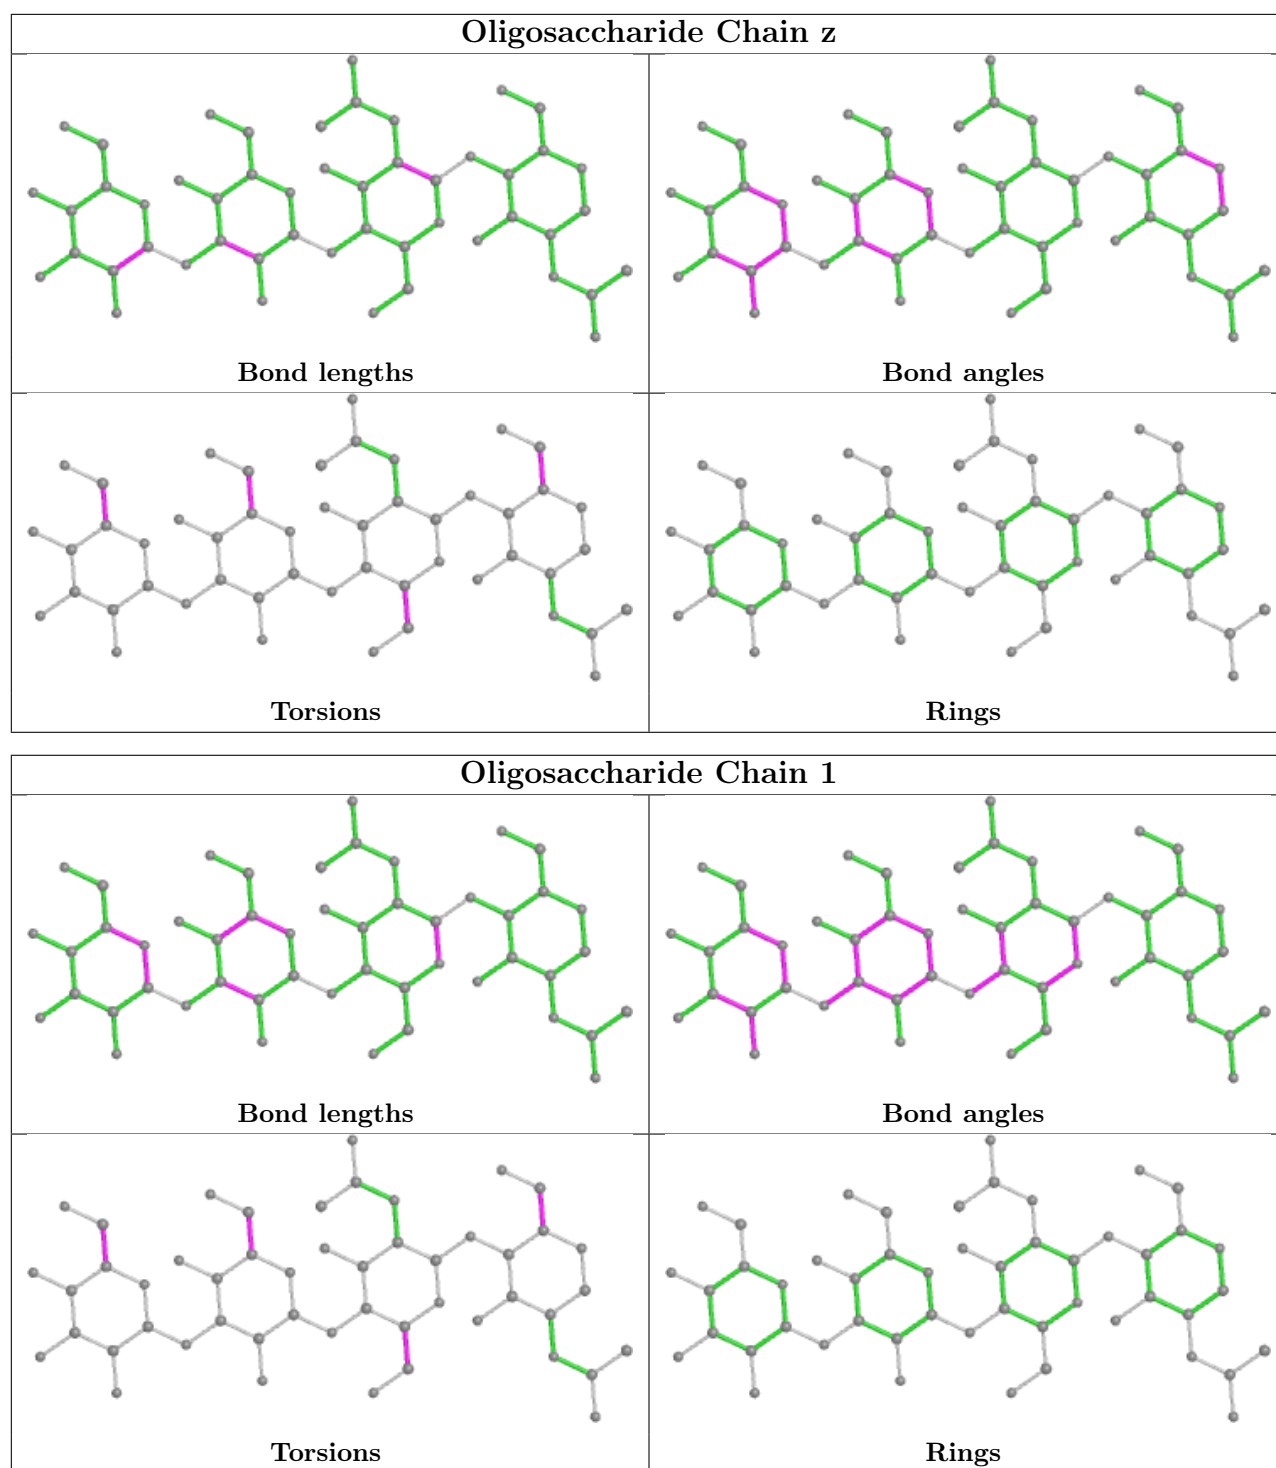 Oligosaccharide Chain z
Bond lengths
Bond angles
Torsions
Rings
Oligosaccharide Chain 1
Bond lengths
Bond angles
Torsions
Rings